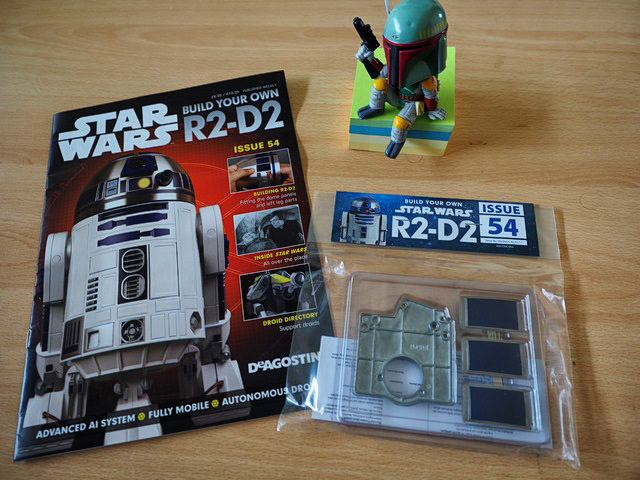 PUBLISHED WEEKLY
STAR
WARS
BUILD YOUR OWN
R2-D2
ISSUE 54
BUILDING R2-D2
Fitting the dome panels
and left leg parts
INSIDE STAR WARS
All over the place
DROID DIRECTORY
Support droids
DeAGOSTINI
ADVANCED AI SYSTEM FULLY MOBILE AUTONOMOUS DRO
BUILD YOUR OWN
STAR WARS
R2-D2
ISSUE
54